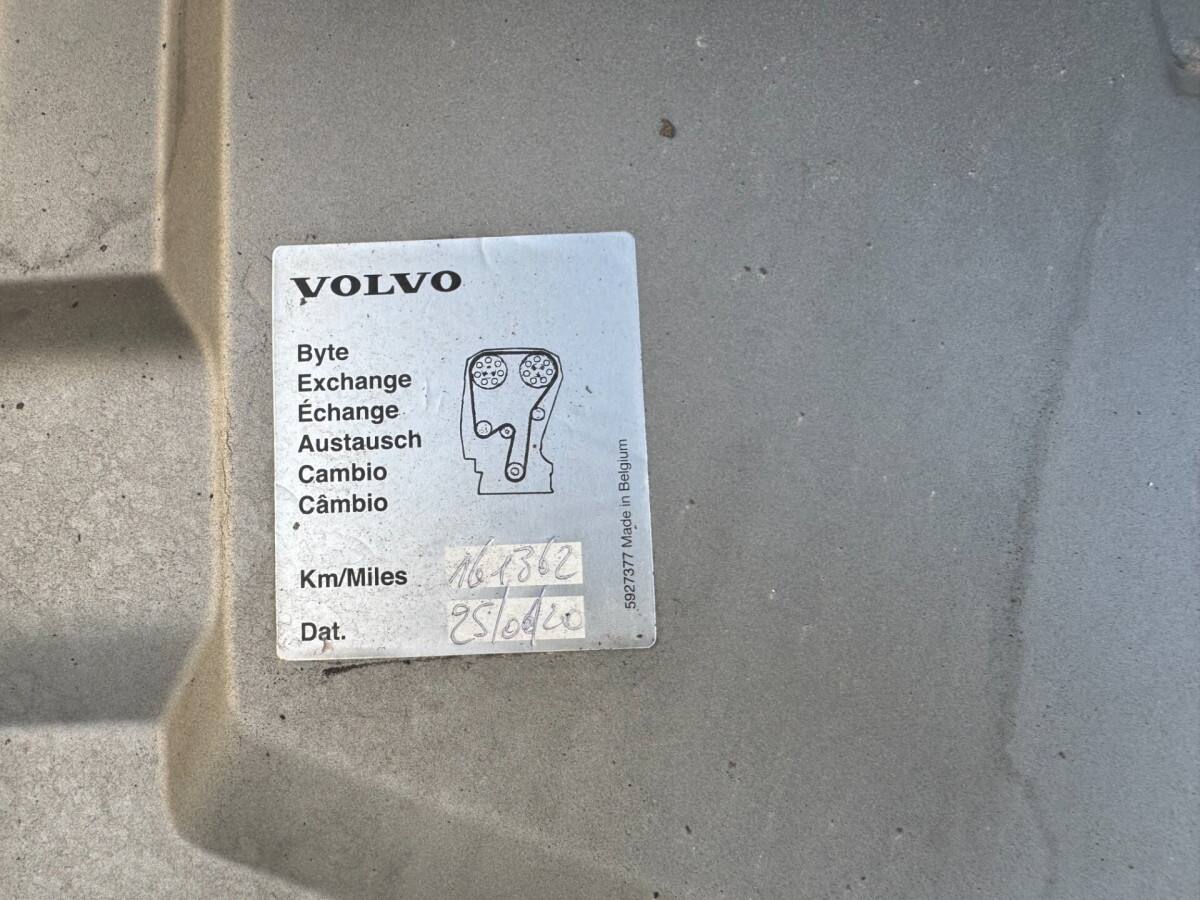 VOLVO
Byte
Exchange
Échange
Austausch
Cambio
Câmbio
Km/Miles 161362
Dat. 25/06/20
5927377 Made in Belgium